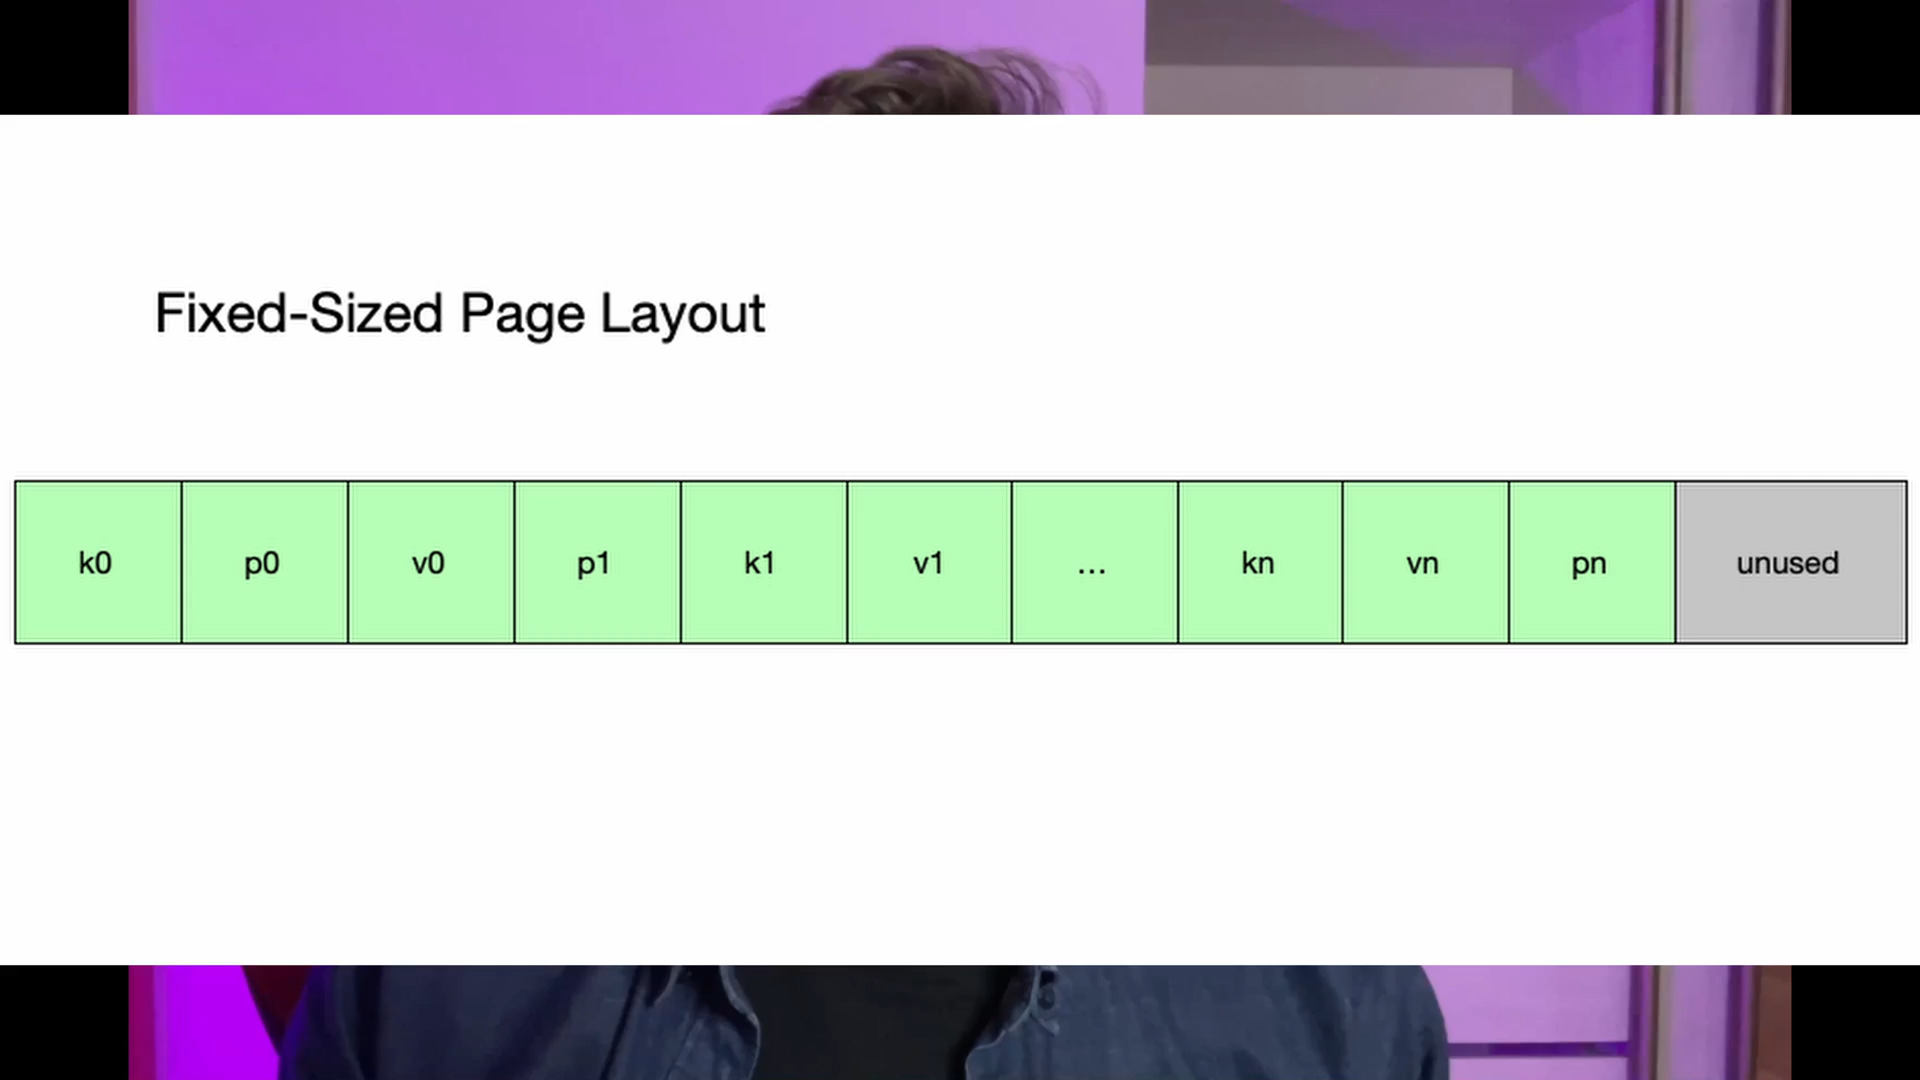 Fixed-Sized Page Layout
k0 p0 v0 p1 k1 v1 ... kn vn pn unused